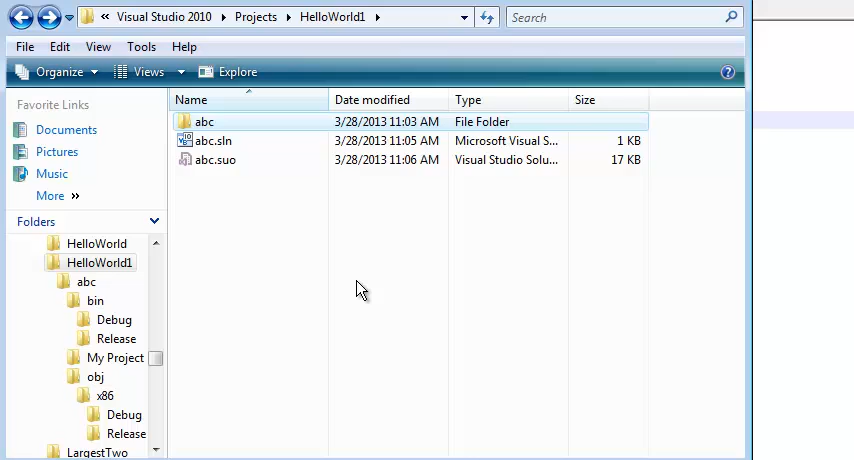 « Visual Studio 2010 ▸ Projects ▸ HelloWorld1 ▸
Search
File Edit View Tools Help
Organize Views Explore
Favorite Links
Documents
Pictures
Music
More »
Folders
HelloWorld
HelloWorld1
abc
bin
Debug
Release
My Project
obj
x86
Debug
Release
LargestTwo
Name Date modified Type Size
abc 3/28/2013 11:03 AM File Folder
abc.sln 3/28/2013 11:05 AM Microsoft Visual S... 1 KB
abc.suo 3/28/2013 11:06 AM Visual Studio Solu... 17 KB